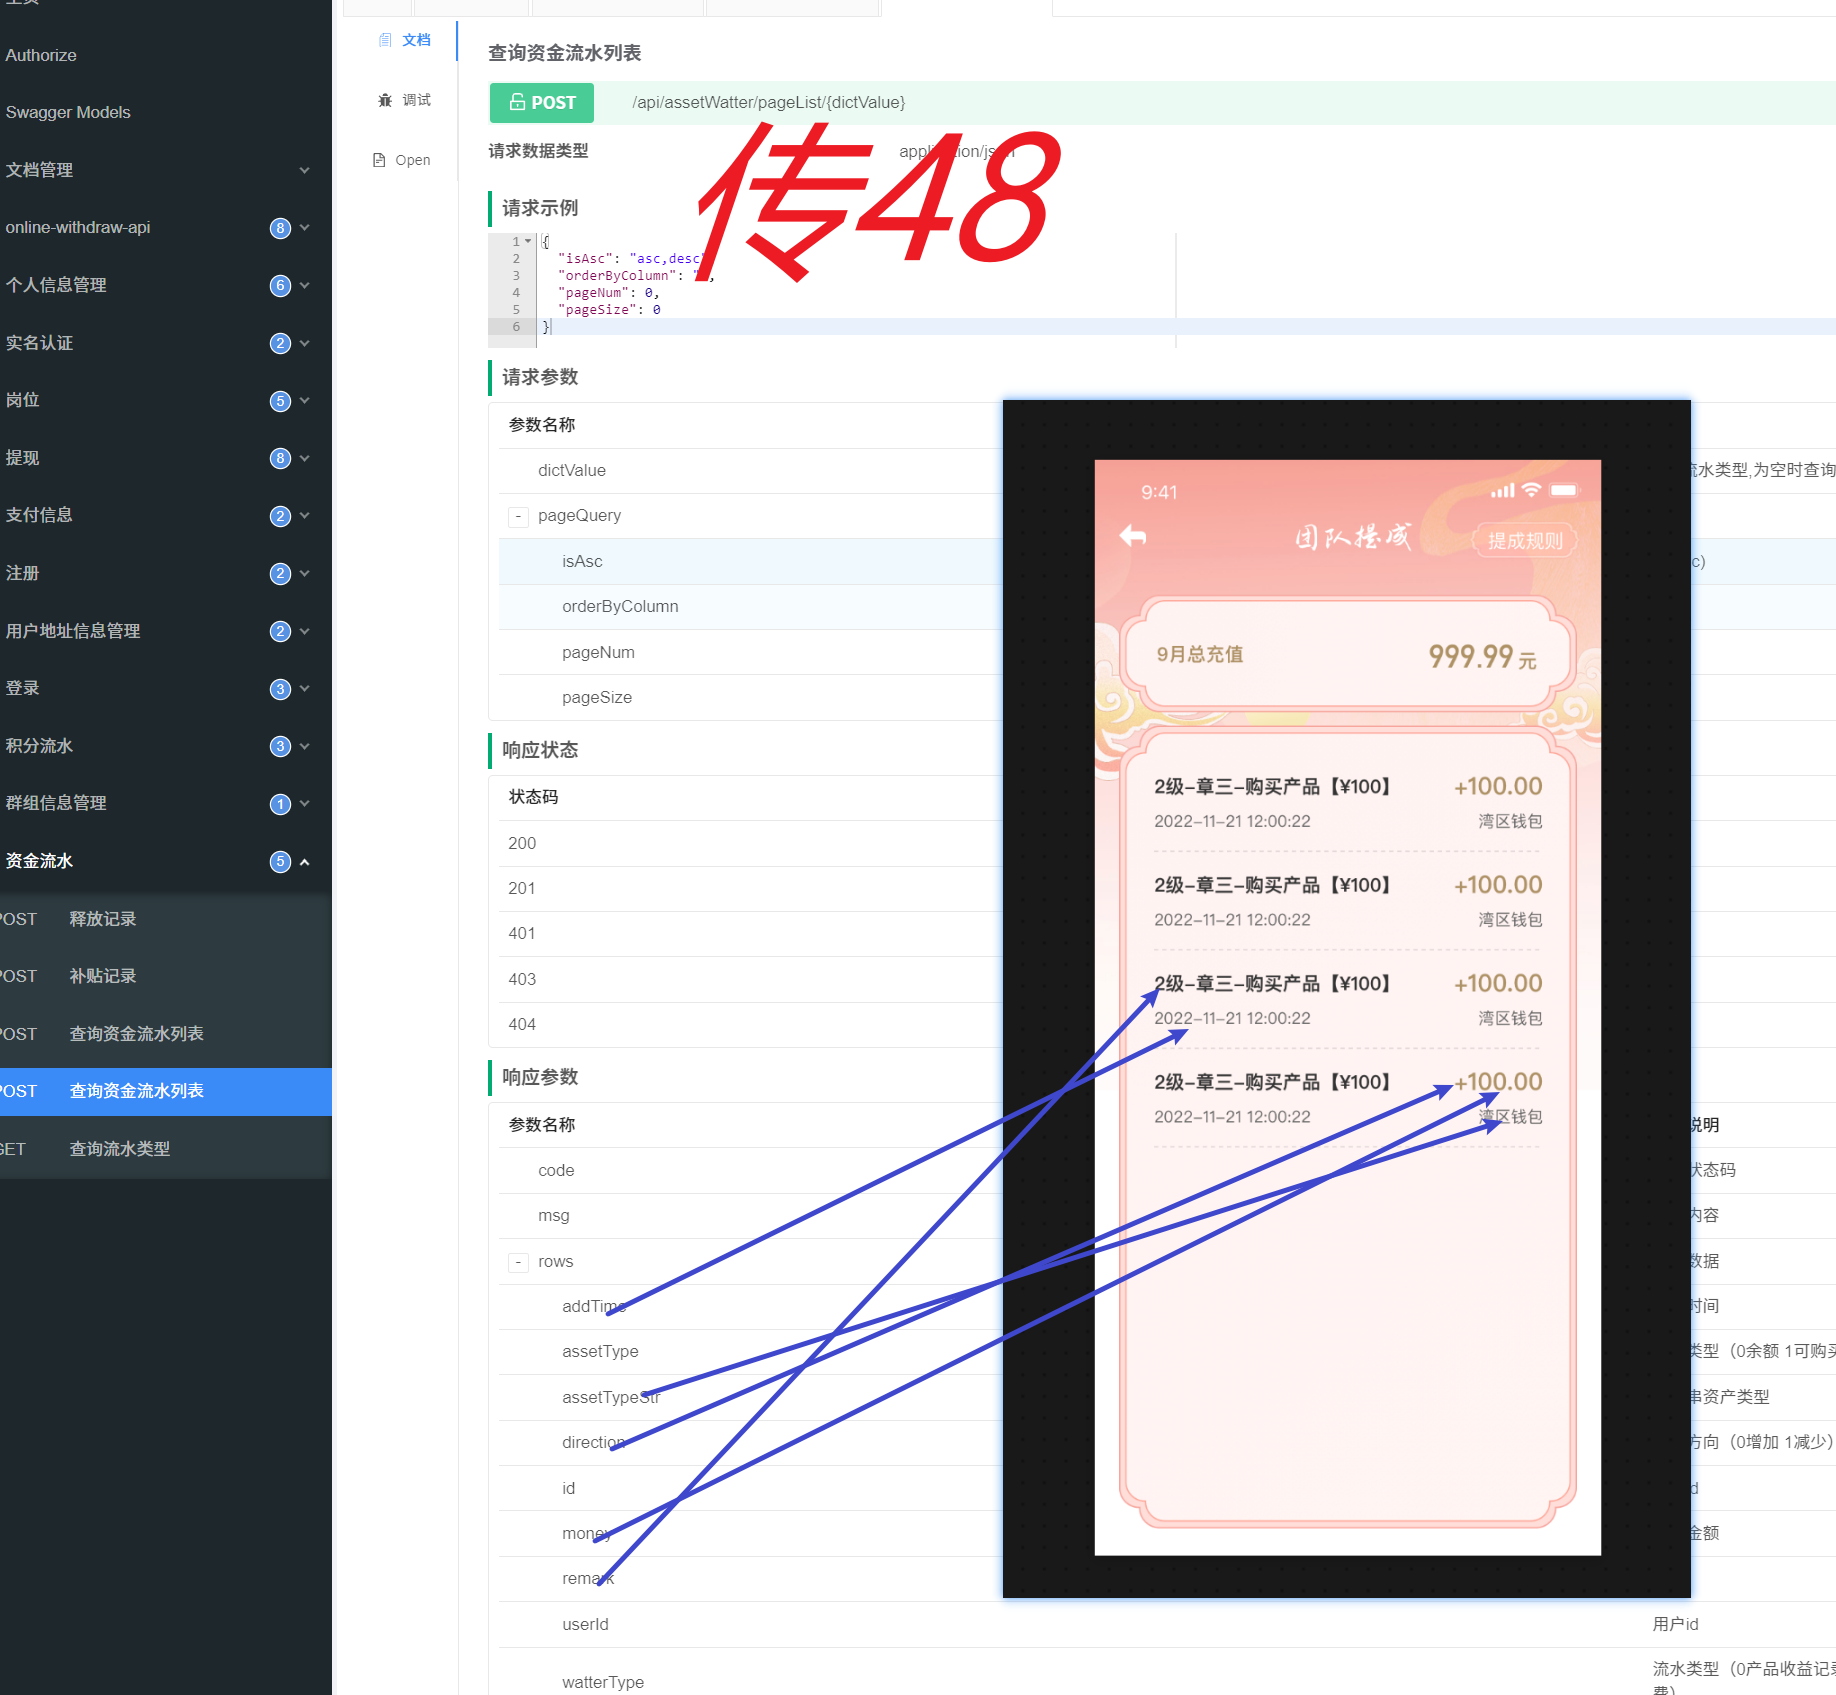 主页
Authorize
Swagger Models
文档管理
online-withdraw-api 8
个人信息管理 6
实名认证 2
岗位 5
提现 8
支付信息 2
注册 2
用户地址信息管理 2
登录 3
积分流水 3
群组信息管理 1
资金流水 5
POST 释放记录
POST 补贴记录
POST 查询资金流水列表
POST 查询资金流水列表
GET 查询流水类型
文档
调试
Open
查询资金流水列表
POST /api/assetWatter/pageList/{dictValue}
传48
请求数据类型 application/json
请求示例
1 {
2 "isAsc": "asc,desc
3 "orderByColumn": "",
4 "pageNum": 0,
5 "pageSize": 0
6 }
请求参数
参数名称
dictValue 流水类型,为空时查询
- pageQuery
isAsc c)
orderByColumn
pageNum
pageSize
响应状态
状态码
200
201
401
403
404
响应参数
参数名称 说明
code 状态码
msg 内容
- rows 数据
addTime 时间
assetType 类型（0余额 1可购买
assetTypeStr 串资产类型
direction 方向（0增加 1减少）
id d
money 金额
remark
userId 用户id
watterType 流水类型（0产品收益记录
费）
9:41
团队提成
提成规则
9月总充值 999.99 元
2级-章三-购买产品【¥100】 +100.00
2022-11-21 12:00:22 湾区钱包
2级-章三-购买产品【¥100】 +100.00
2022-11-21 12:00:22 湾区钱包
2级-章三-购买产品【¥100】 +100.00
2022-11-21 12:00:22 湾区钱包
2级-章三-购买产品【¥100】 +100.00
2022-11-21 12:00:22 湾区钱包